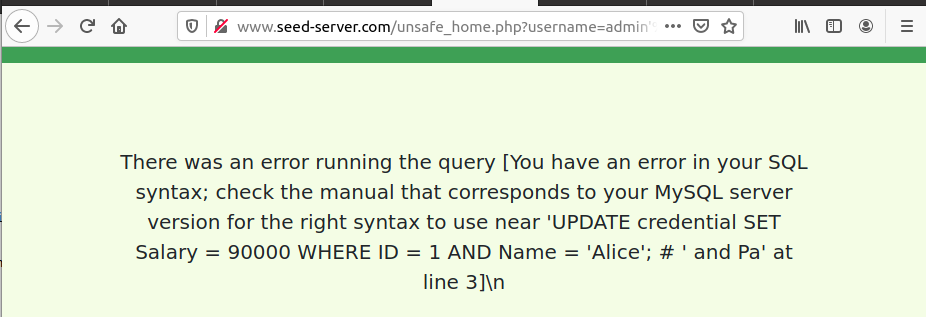 www.seed-server.com/unsafe_home.php?username=admin'
There was an error running the query [You have an error in your SQL
syntax; check the manual that corresponds to your MySQL server
version for the right syntax to use near 'UPDATE credential SET
Salary = 90000 WHERE ID = 1 AND Name = 'Alice'; # ' and Pa' at
line 3]\n